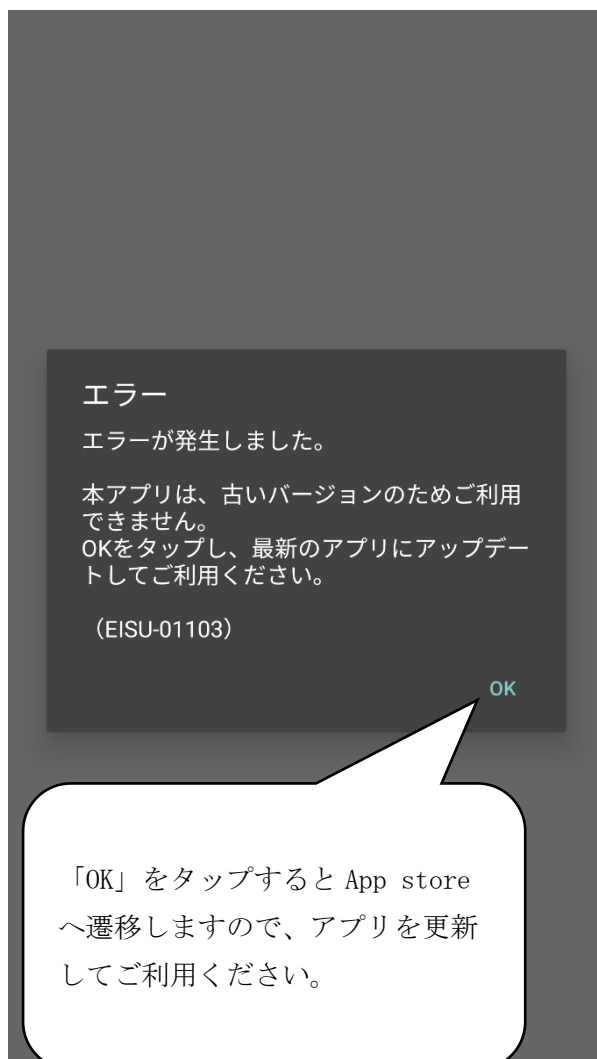 エラー
エラーが発生しました。
本アプリは、古いバージョンのためご利用
できません。
OKをタップし、最新のアプリにアップデー
トしてご利用ください。
（EISU-01103）
OK
「OK」をタップすると App store
へ遷移しますので、アプリを更新
してご利用ください。